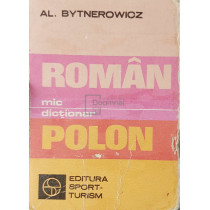 AL. BYTNEROWICZ
ROMÂN
mic
dicționar
POLON
EDITURA
SPORT-
TURISM